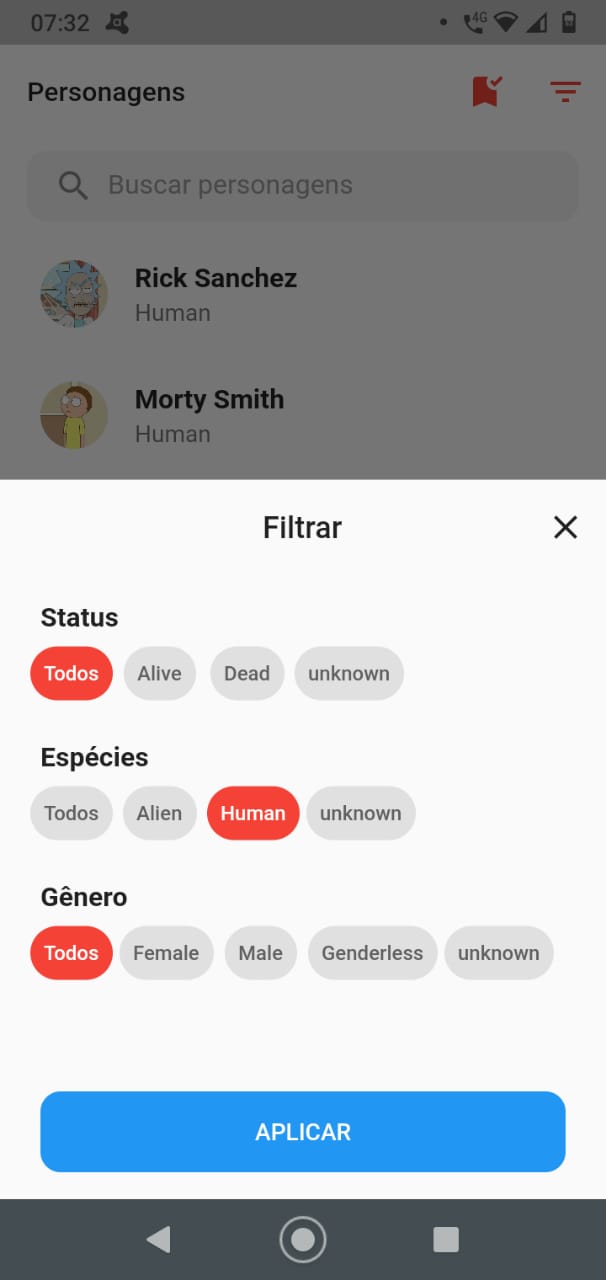 07:32 4G
Personagens
Buscar personagens
Rick Sanchez
Human
Morty Smith
Human
Filtrar
Status
Todos Alive Dead unknown
Espécies
Todos Alien Human unknown
Gênero
Todos Female Male Genderless unknown
APLICAR